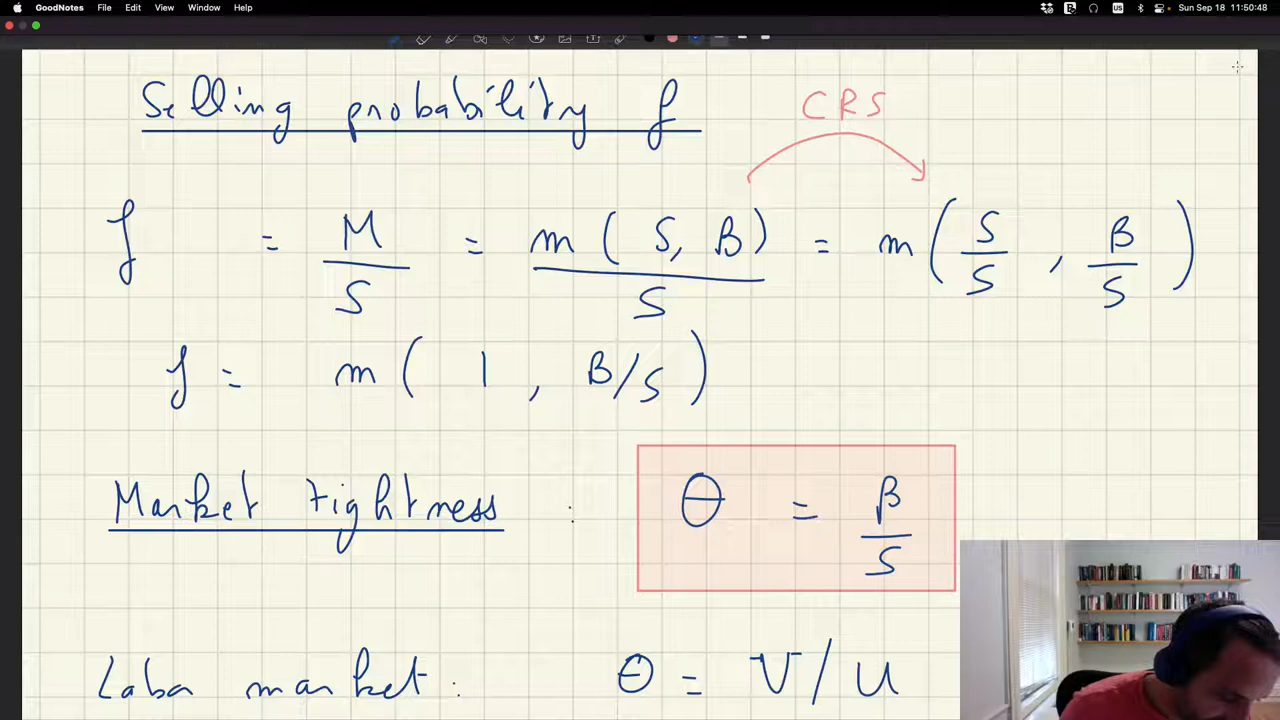 GoodNotes File Edit View Window Help Sun Sep 18 11:50:48
Selling probability f
CRS
f = M/S = m(S, B)/S = m(S/S, B/S)
f = m(1, B/S)
Market tightness : θ = B/S
Labor market: θ = V/U